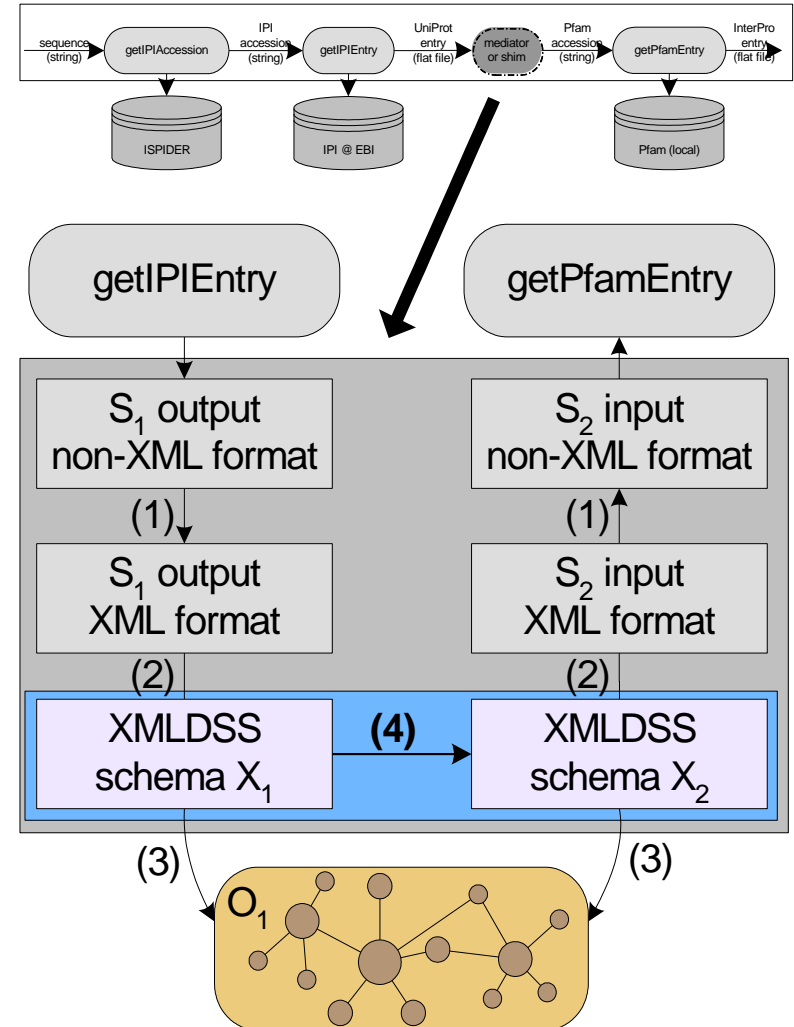 sequence
(string)
getIPIAccession
IPI
accession
(string)
getIPIEntry
UniProt
entry
(flat file)
mediator
or shim
Pfam
accession
(string)
getPfamEntry
InterPro
entry
(flat file)
ISPIDER
IPI @ EBI
Pfam (local)
getIPIEntry
getPfamEntry
S1 output
non-XML format
S2 input
non-XML format
(1)
(1)
S1 output
XML format
S2 input
XML format
(2)
(2)
XMLDSS
schema X1
(4)
XMLDSS
schema X2
(3)
(3)
O1